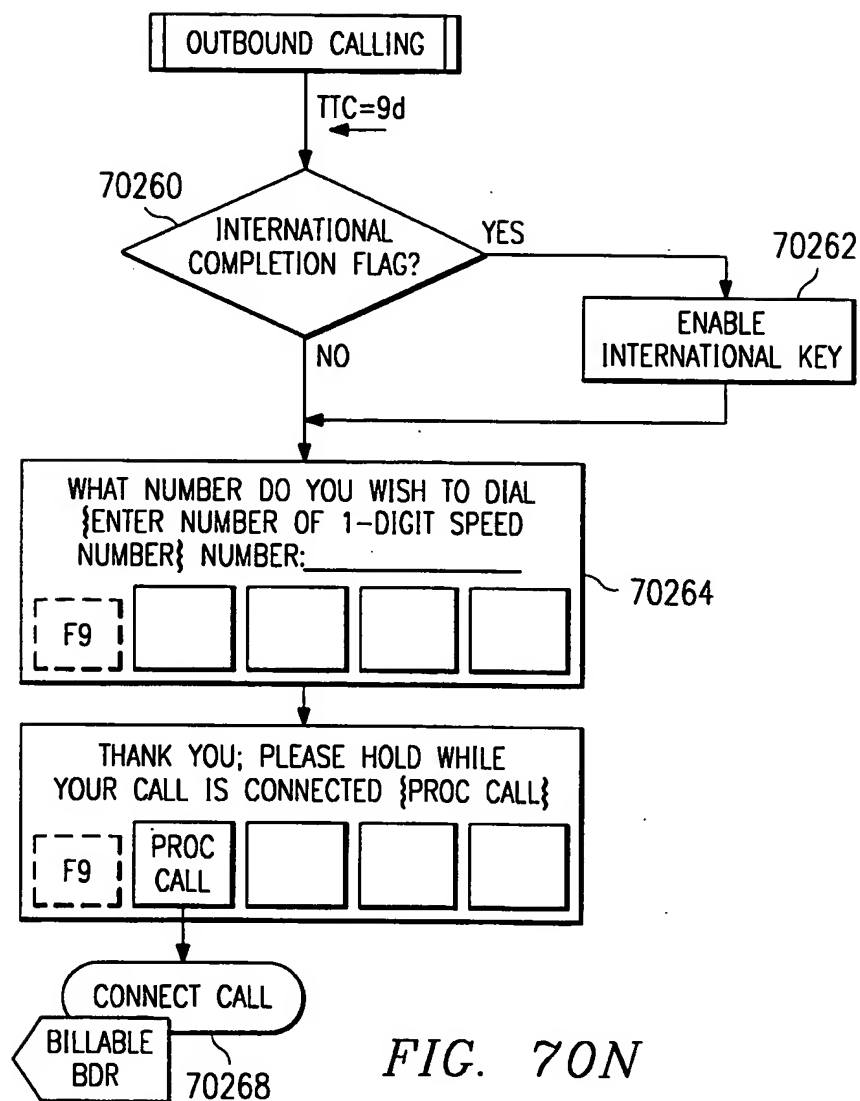 OUTBOUND CALLING
TTC=9d
70260
INTERNATIONAL
COMPLETION FLAG?
YES
70262
ENABLE
INTERNATIONAL KEY
NO
WHAT NUMBER DO YOU WISH TO DIAL
{ENTER NUMBER OF 1-DIGIT SPEED
NUMBER} NUMBER:
70264
F9
THANK YOU; PLEASE HOLD WHILE
YOUR CALL IS CONNECTED {PROC CALL}
F9
PROC
CALL
CONNECT CALL
BILLABLE
BDR
70268
FIG. 70N